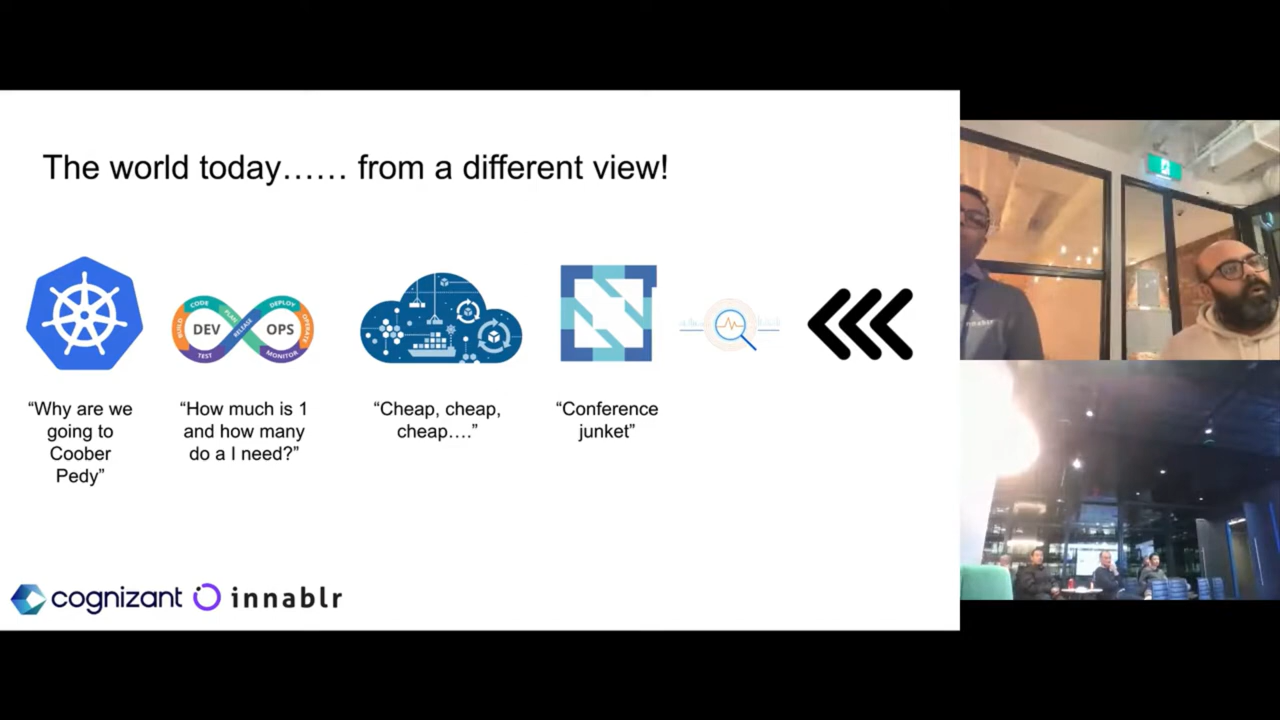 The world today…… from a different view!
CODE
DEPLOY
BUILD
PLAN
RELEASE
OPERATE
DEV
OPS
TEST
MONITOR
“Why are we
going to
Coober
Pedy”
“How much is 1
and how many
do a I need?”
“Cheap, cheap,
cheap….”
“Conference
junket”
cognizant
innablr
innablr